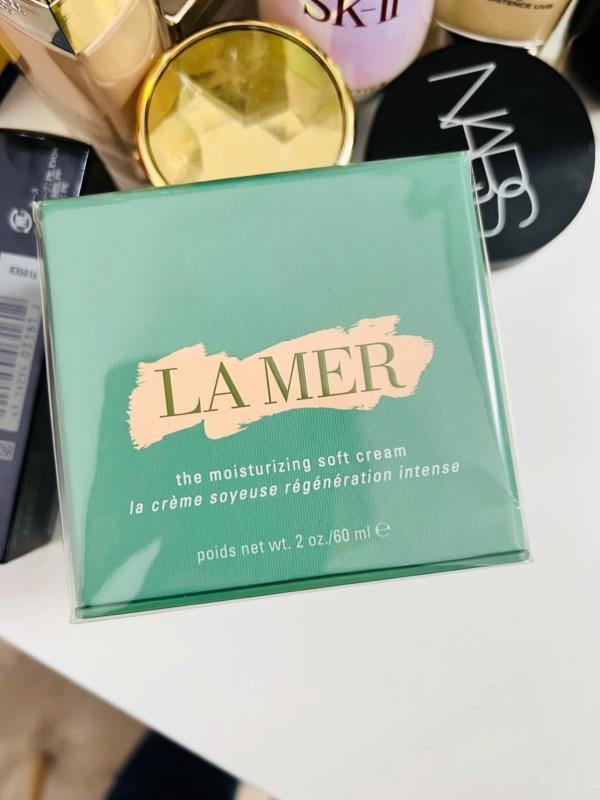 SK-II
NARS
LA MER
the moisturizing soft cream
la crème soyeuse régénération intense
poids net wt. 2 oz./60 ml ℮